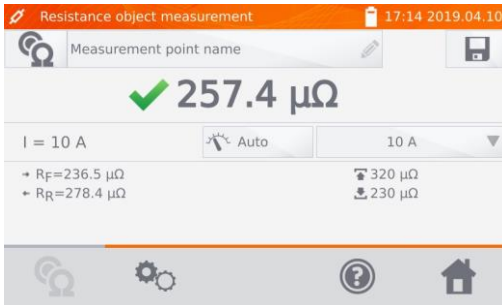 Resistance object measurement 17:14 2019.04.10
Measurement point name
257.4 µΩ
I = 10 A Auto 10 A
RF=236.5 µΩ 320 µΩ
RR=278.4 µΩ 230 µΩ